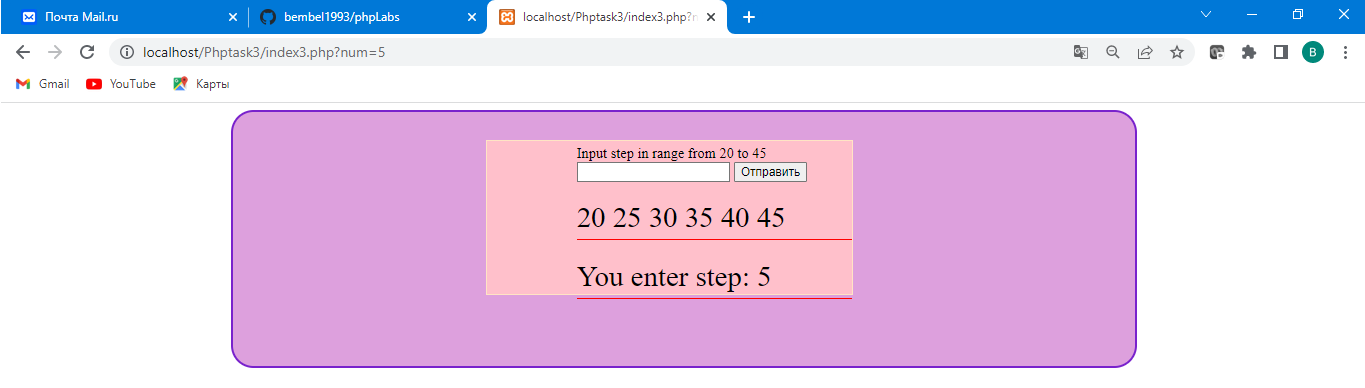 Почта Mail.ru
bembel1993/phpLabs
localhost/Phptask3/index3.php?n
localhost/Phptask3/index3.php?num=5
B
Gmail
YouTube
Карты
Input step in range from 20 to 45
Отправить
20 25 30 35 40 45
You enter step: 5